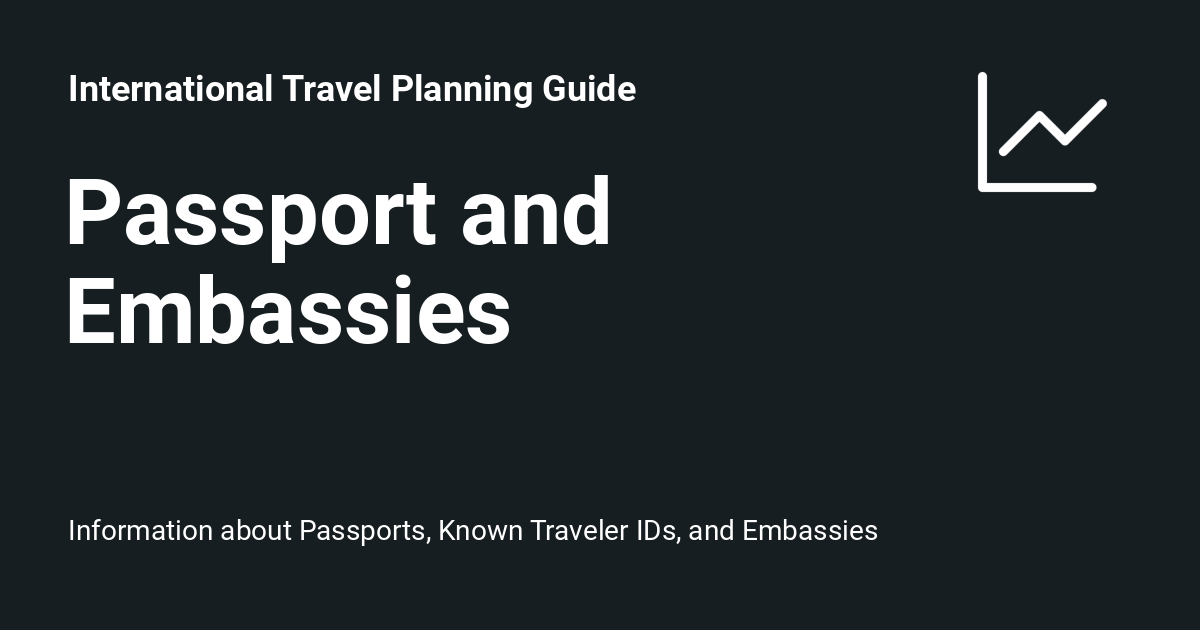 International Travel Planning Guide
Passport and
Embassies
Information about Passports, Known Traveler IDs, and Embassies